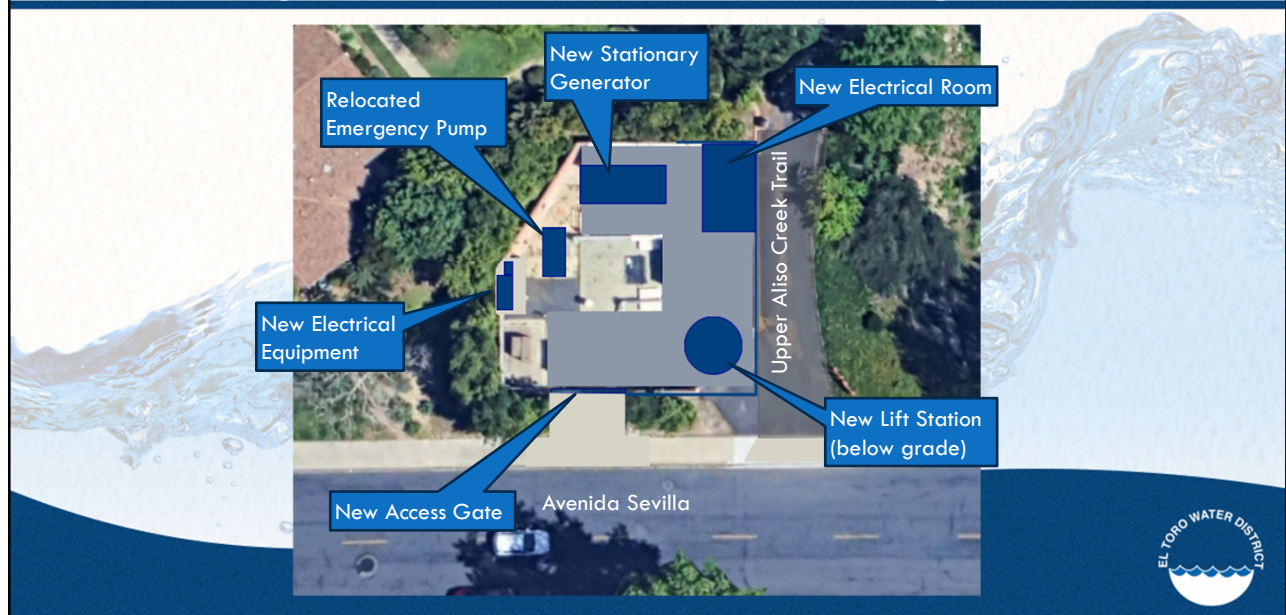 New Stationary
Generator
New Electrical Room
Relocated
Emergency Pump
Upper Aliso Creek Trail
New Electrical
Equipment
New Lift Station
(below grade)
New Access Gate
Avenida Sevilla
EL TORO WATER DISTRICT